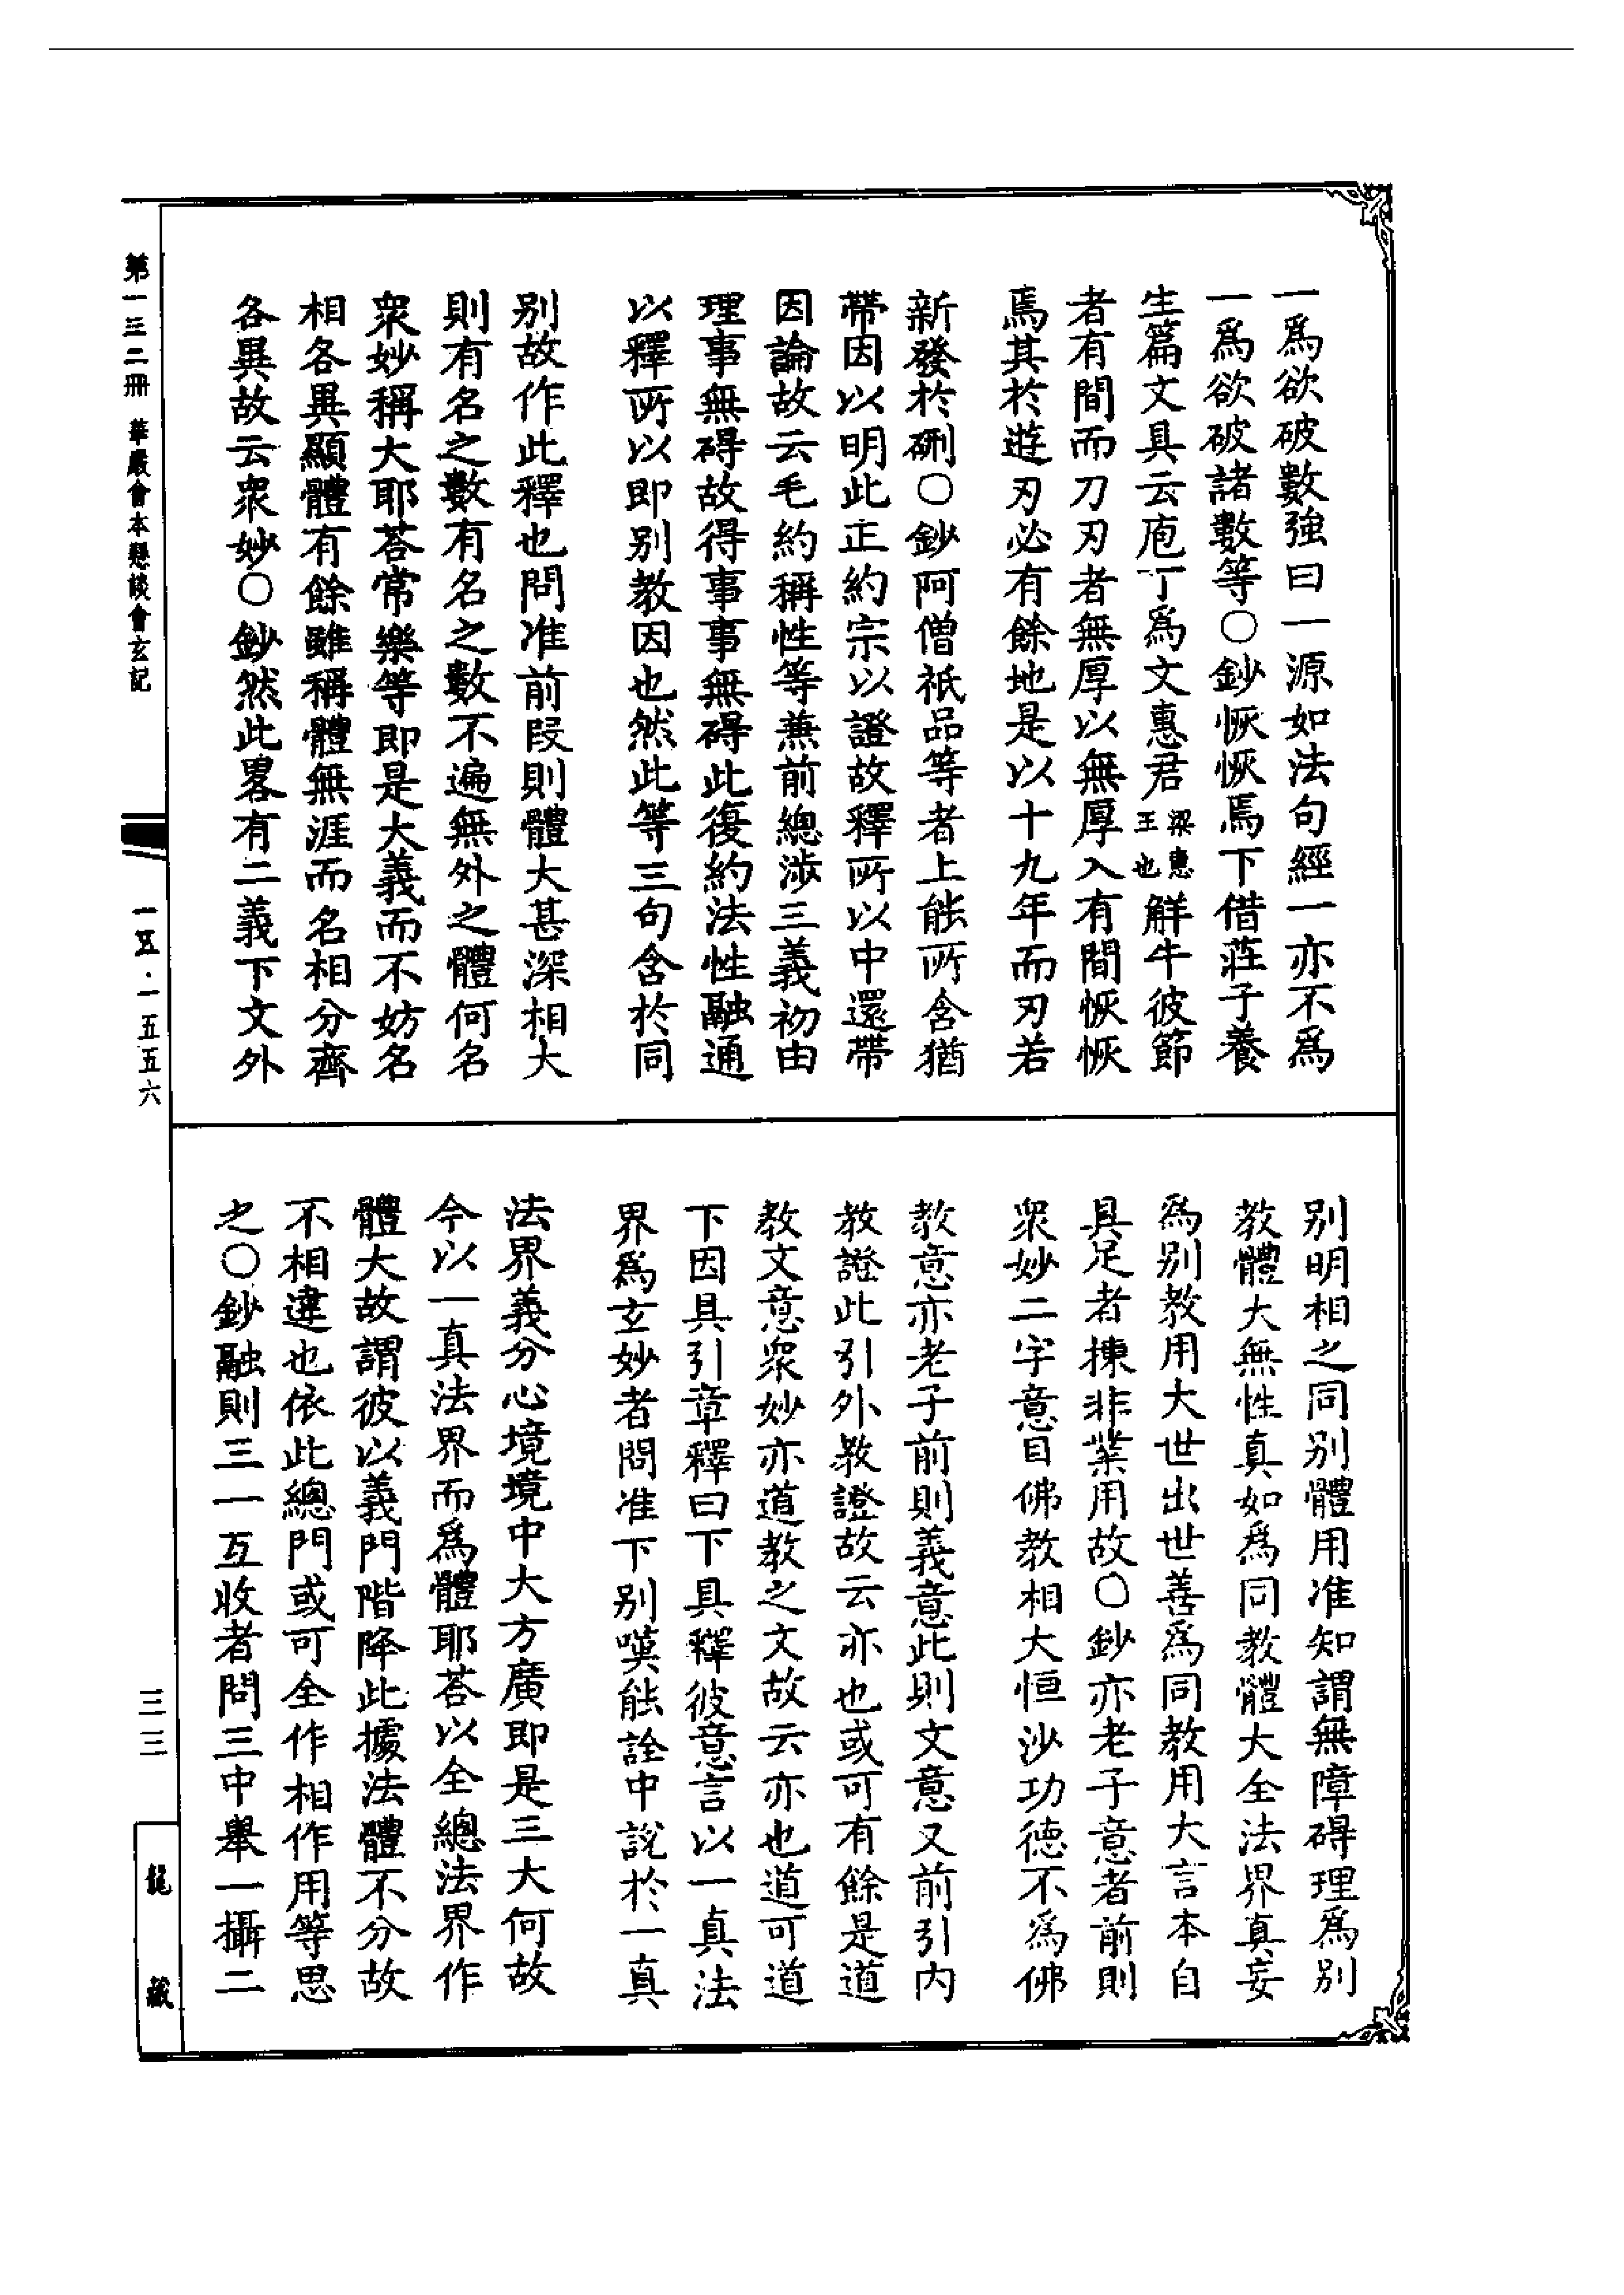 一爲欲破數強曰一源如法句經一亦不爲
一爲欲破諸數等〇鈔恢恢焉下借莊子養
生篇文具云庖丁爲文惠君梁惠王也解牛彼節
者有間而刀刃者無厚以無厚入有間恢恢
焉其於遊刃必有餘地是以十九年而刃若
新發於硎〇鈔阿僧祇品等者上能所含猶
帶因以明此正約宗以證故釋所以中還帶
因論故云毛約稱性等兼前總涉三義初由
理事無礙故得事事無礙此復約法性融通
以釋所以即別教因也然此等三句含於同
別故作此釋也問准前段則體大甚深相大
則有名之數有名之數不遍無外之體何名
衆妙稱大耶荅常樂等即是大義而不妨名
相各異顯體有餘雖稱體無涯而名相分齊
各異故云衆妙〇鈔然此畧有二義下文外
別明相之同別體用准知謂無障碍理爲別
教體大無性真如爲同教體大全法界真妄
爲別教用大世出世善爲同教用大言本自
具足者揀非業用故〇鈔亦老子意者前則
衆妙二字意目佛教相大恒沙功德不爲佛
教意亦老子前則義意此則文意又前引内
教證此引外教證故云亦也或可有餘是道
教文意衆妙亦道教之文故云亦也道可道
下因具引章釋曰下具釋彼意言以一真法
界爲玄妙者問准下別嘆能詮中說於一真
法界義分心境境中大方廣即是三大何故
今以一真法界而爲體耶荅以全總法界作
體大故謂彼以義門階降此據法體不分故
不相違也依此總門或可全作相作用等思
之〇鈔融則三一互收者問三中舉一攝二
第一三二冊 華嚴會本懸談會玄記
一五·一五五六
三三
龍藏